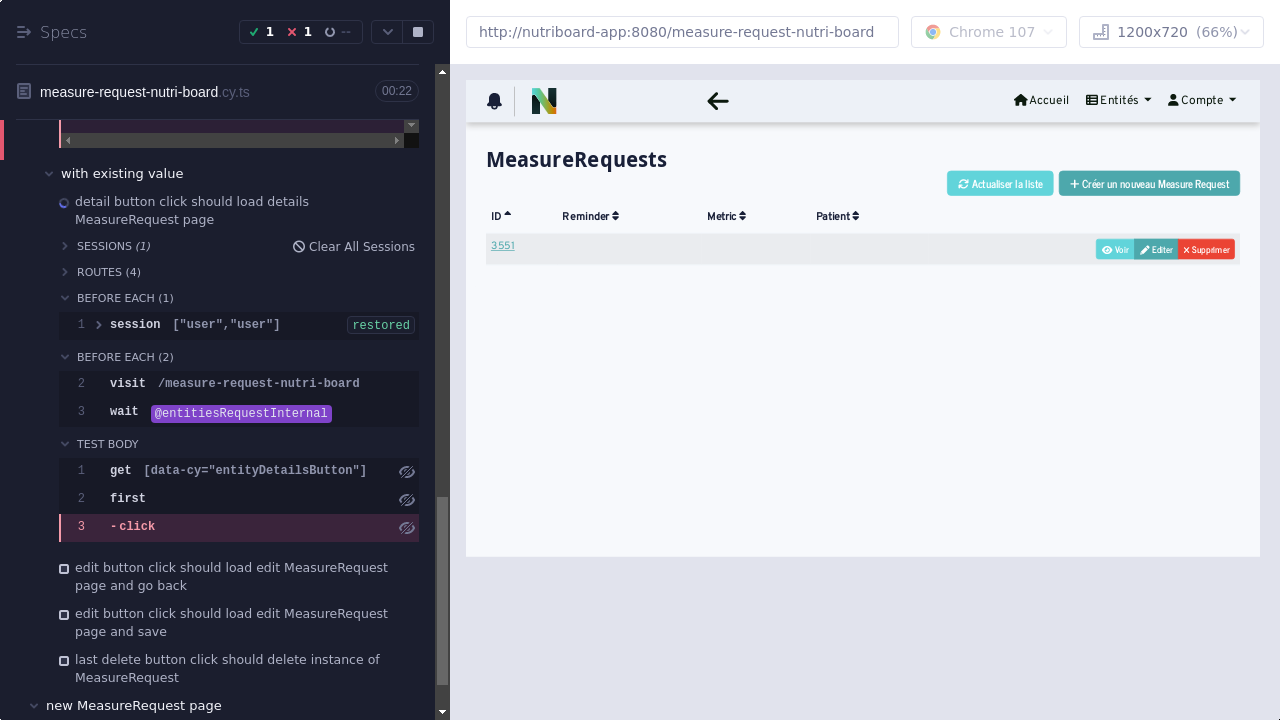 Specs
1
1
--
measure-request-nutri-board.cy.ts
00:22
with existing value
detail button click should load details
MeasureRequest page
SESSIONS (1)
Clear All Sessions
ROUTES (4)
BEFORE EACH (1)
1 session ["user","user"] restored
BEFORE EACH (2)
2 visit /measure-request-nutri-board
3 wait @entitiesRequestInternal
TEST BODY
1 get [data-cy="entityDetailsButton"]
2 first
3 -click
edit button click should load edit MeasureRequest
page and go back
edit button click should load edit MeasureRequest
page and save
last delete button click should delete instance of
MeasureRequest
new MeasureRequest page
http://nutriboard-app:8080/measure-request-nutri-board
Chrome 107
1200x720 (66%)
N
Accueil
Entités
Compte
MeasureRequests
Actualiser la liste
Créer un nouveau Measure Request
ID Reminder Metric Patient
3551
Voir Editer Supprimer